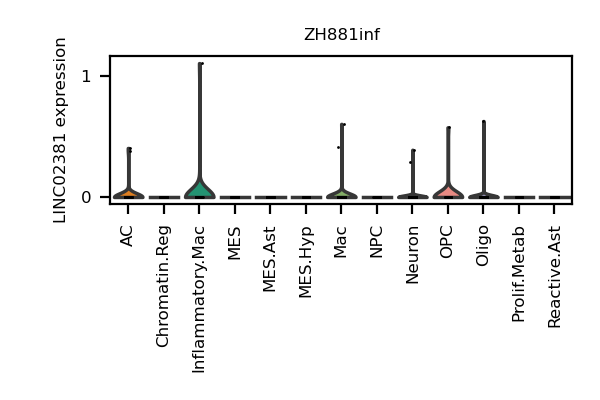 ZH881inf
LINC02381 expression
1
0
AC
Chromatin.Reg
Inflammatory.Mac
MES
MES.Ast
MES.Hyp
Mac
NPC
Neuron
OPC
Oligo
Prolif.Metab
Reactive.Ast